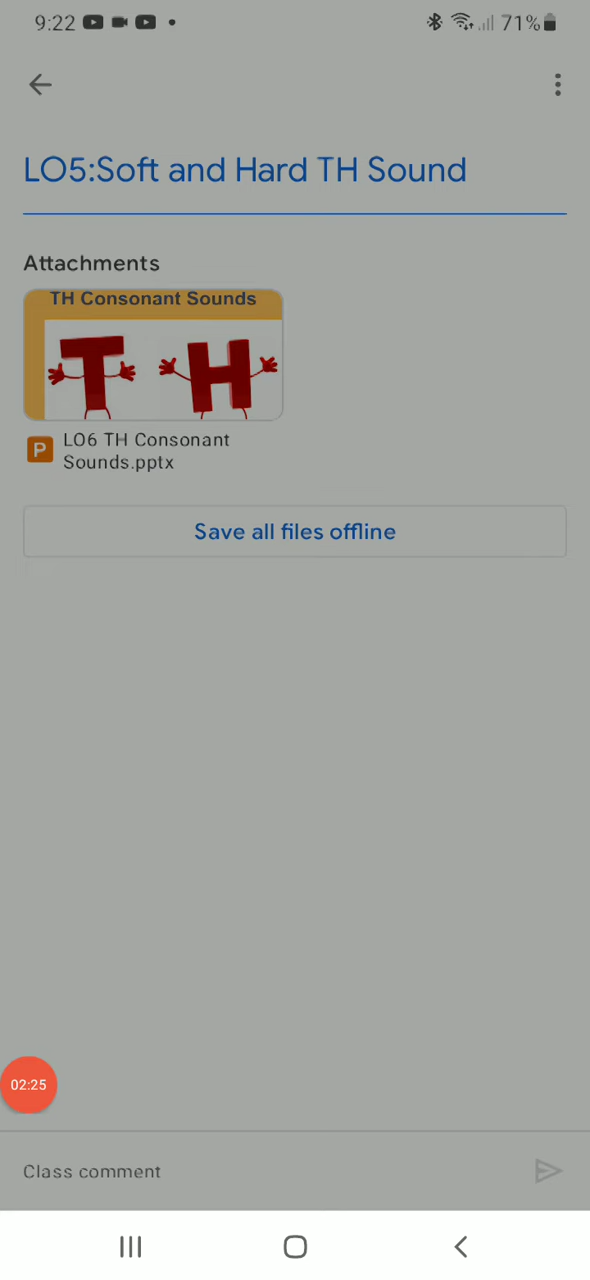 9:22
71%
LO5:Soft and Hard TH Sound
Attachments
TH Consonant Sounds
T H
P
LO6 TH Consonant
Sounds.pptx
Save all files offline
02:25
Class comment